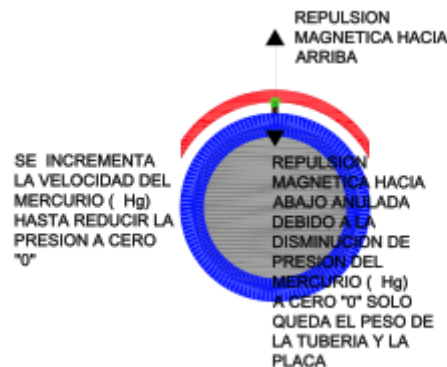 REPULSION
MAGNETICA HACIA
ARRIBA
SE INCREMENTA
LA VELOCIDAD DEL
MERCURIO ( Hg)
HASTA REDUCIR LA
PRESION A CERO
"0"
REPULSION
MAGNETICA HACIA
ABAJO ANULADA
DEBIDO A LA
DISMINUCION DE
PRESION DEL
MERCURIO ( Hg)
A CERO "0" SOLO
QUEDA EL PESO DE
LA TUBERIA Y LA
PLACA